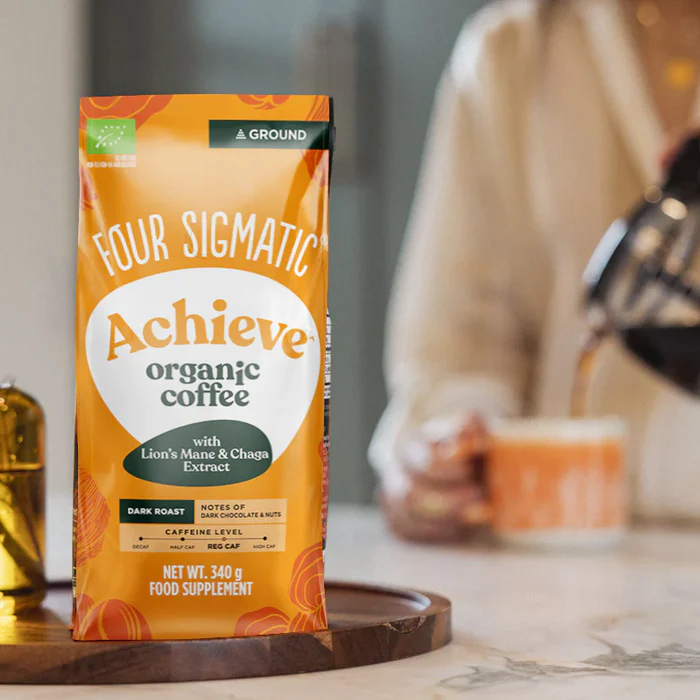 GROUND
FOUR SIGMATIC®
Achieve™
organic
coffee
with
Lion's Mane & Chaga
Extract
DARK ROAST
NOTES OF
DARK CHOCOLATE & NUTS
CAFFEINE LEVEL
DECAF HALF CAF REG CAF HIGH CAF
NET WT. 340 g
FOOD SUPPLEMENT